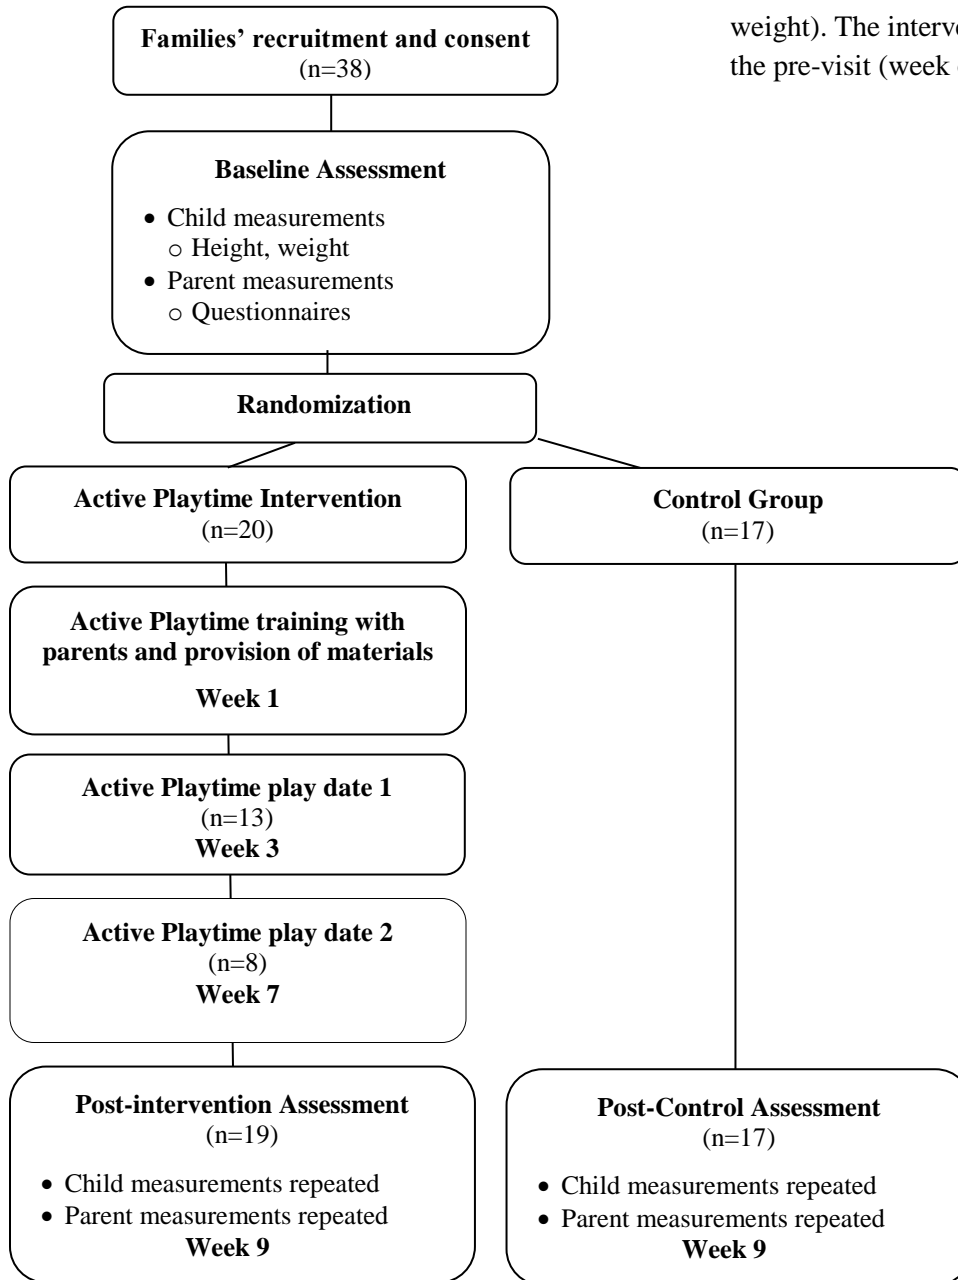 Families’ recruitment and consent
(n=38)
weight). The interve
the pre-visit (week
Baseline Assessment
• Child measurements
o Height, weight
• Parent measurements
o Questionnaires
Randomization
Active Playtime Intervention
(n=20)
Control Group
(n=17)
Active Playtime training with
parents and provision of materials
Week 1
Active Playtime play date 1
(n=13)
Week 3
Active Playtime play date 2
(n=8)
Week 7
Post-intervention Assessment
(n=19)
• Child measurements repeated
• Parent measurements repeated
Week 9
Post-Control Assessment
(n=17)
• Child measurements repeated
• Parent measurements repeated
Week 9